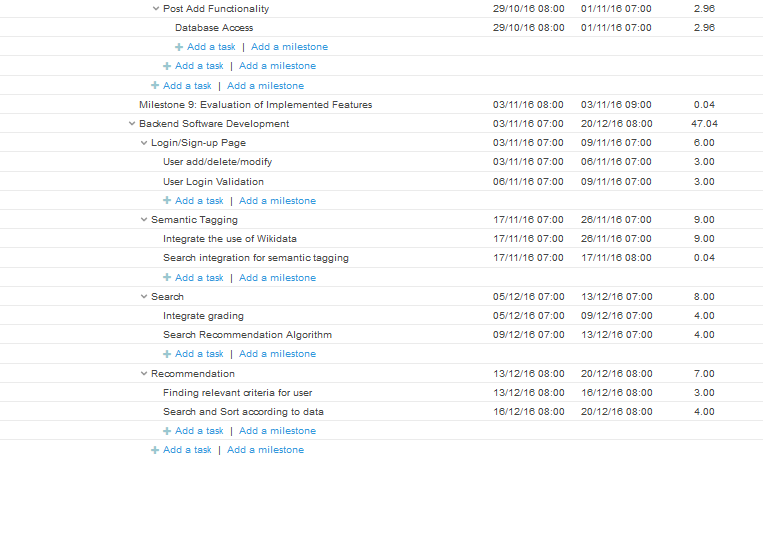 Post Add Functionality 29/10/16 08:00 01/11/16 07:00 2.96
Database Access 29/10/16 08:00 01/11/16 07:00 2.96
Add a task | Add a milestone
Add a task | Add a milestone
Add a task | Add a milestone
Milestone 9: Evaluation of Implemented Features 03/11/16 08:00 03/11/16 09:00 0.04
Backend Software Development 03/11/16 07:00 20/12/16 08:00 47.04
Login/Sign-up Page 03/11/16 07:00 09/11/16 07:00 6.00
User add/delete/modify 03/11/16 07:00 06/11/16 07:00 3.00
User Login Validation 06/11/16 07:00 09/11/16 07:00 3.00
Add a task | Add a milestone
Semantic Tagging 17/11/16 07:00 26/11/16 07:00 9.00
Integrate the use of Wikidata 17/11/16 07:00 26/11/16 07:00 9.00
Search integration for semantic tagging 17/11/16 07:00 17/11/16 08:00 0.04
Add a task | Add a milestone
Search 05/12/16 07:00 13/12/16 07:00 8.00
Integrate grading 05/12/16 07:00 09/12/16 07:00 4.00
Search Recommendation Algorithm 09/12/16 07:00 13/12/16 07:00 4.00
Add a task | Add a milestone
Recommendation 13/12/16 08:00 20/12/16 08:00 7.00
Finding relevant criteria for user 13/12/16 08:00 16/12/16 08:00 3.00
Search and Sort according to data 16/12/16 08:00 20/12/16 08:00 4.00
Add a task | Add a milestone
Add a task | Add a milestone